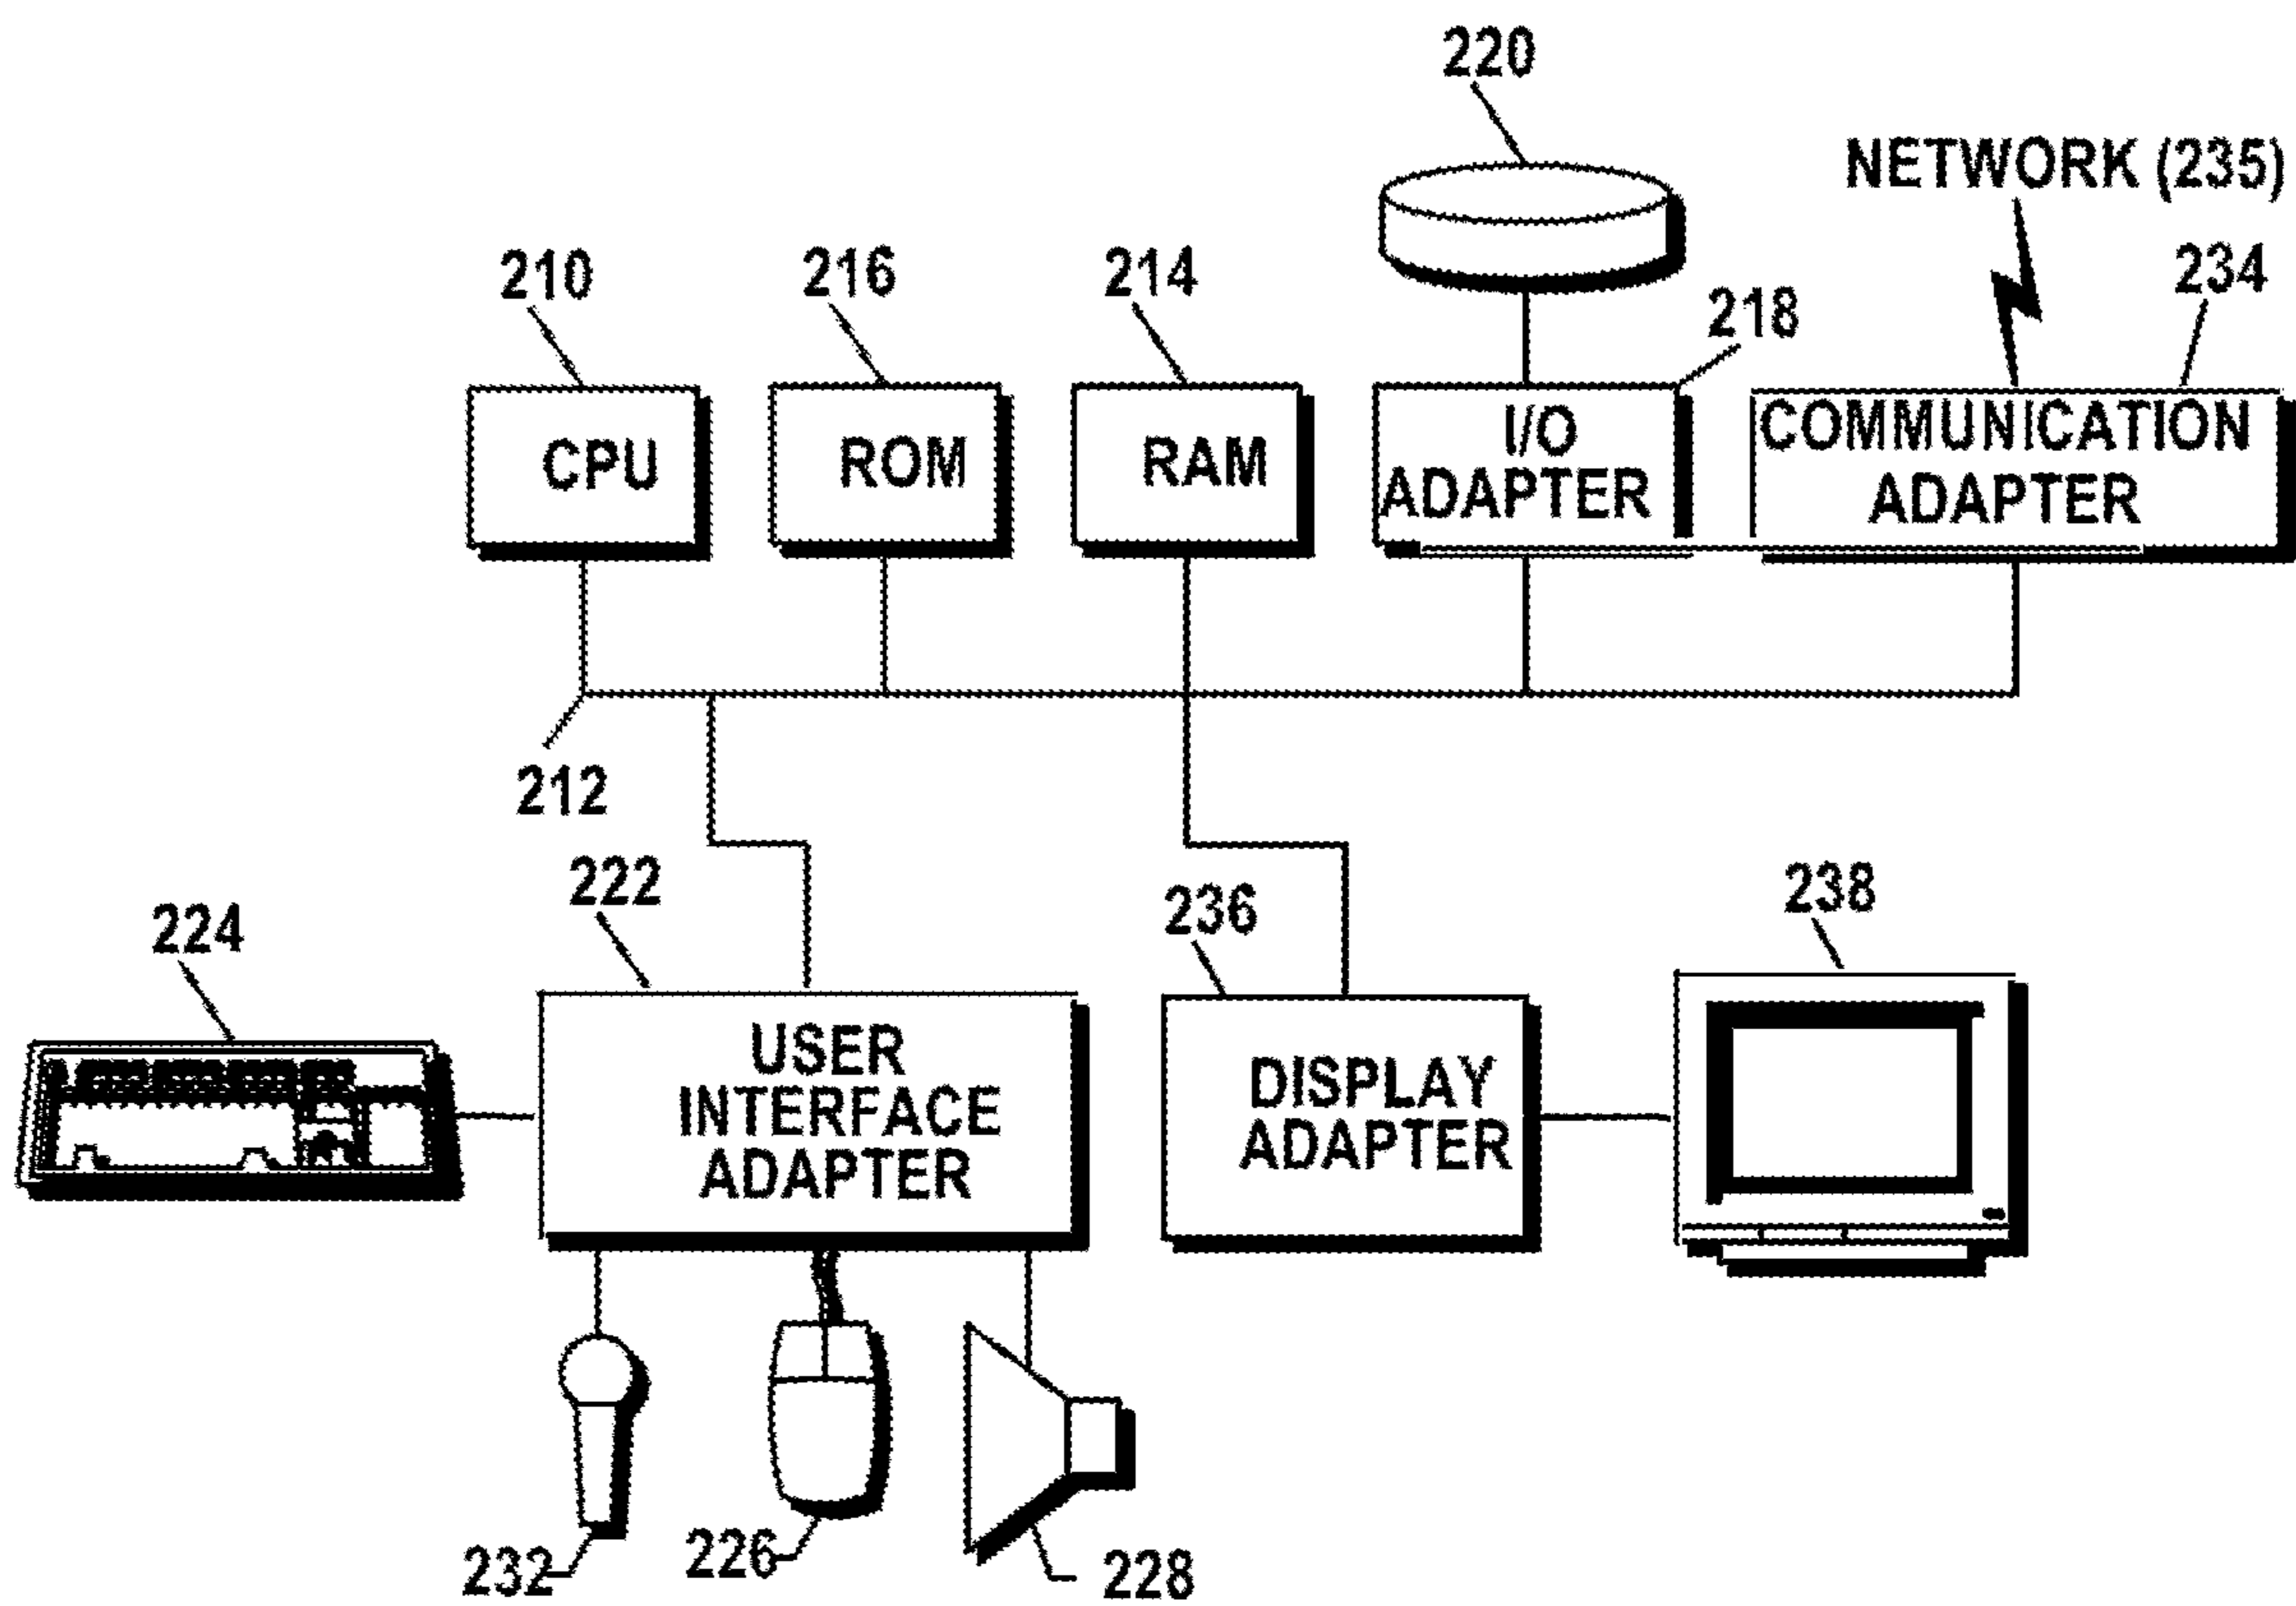 220
NETWORK (235)
210
216
214
218
234
CPU
ROM
RAM
I/O
ADAPTER
COMMUNICATION
ADAPTER
212
222
224
236
238
USER
INTERFACE
ADAPTER
DISPLAY
ADAPTER
232
226
228